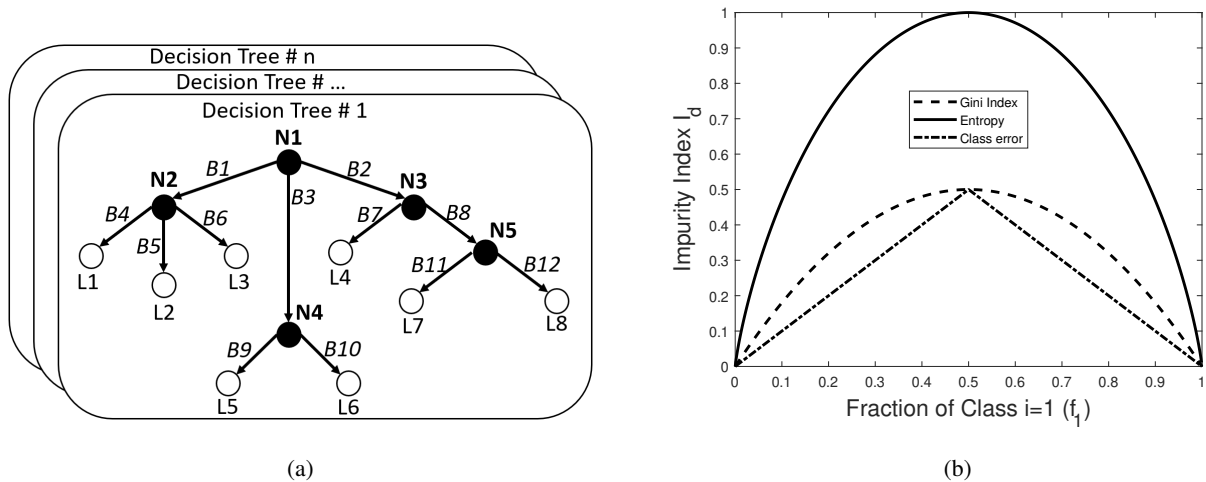 Decision Tree # n
Decision Tree # ...
Decision Tree # 1
N1
B1
B2
B3
N2
N3
B4
B5
B6
B7
B8
N5
L1
L2
L3
L4
B11
B12
L7
L8
N4
B9
B10
L5
L6
(a)
1
0.9
0.8
0.7
0.6
0.5
0.4
0.3
0.2
0.1
0
Impurity Index I_d
Gini Index
Entropy
Class error
0 0.1 0.2 0.3 0.4 0.5 0.6 0.7 0.8 0.9 1
Fraction of Class i=1 (f_1)
(b)